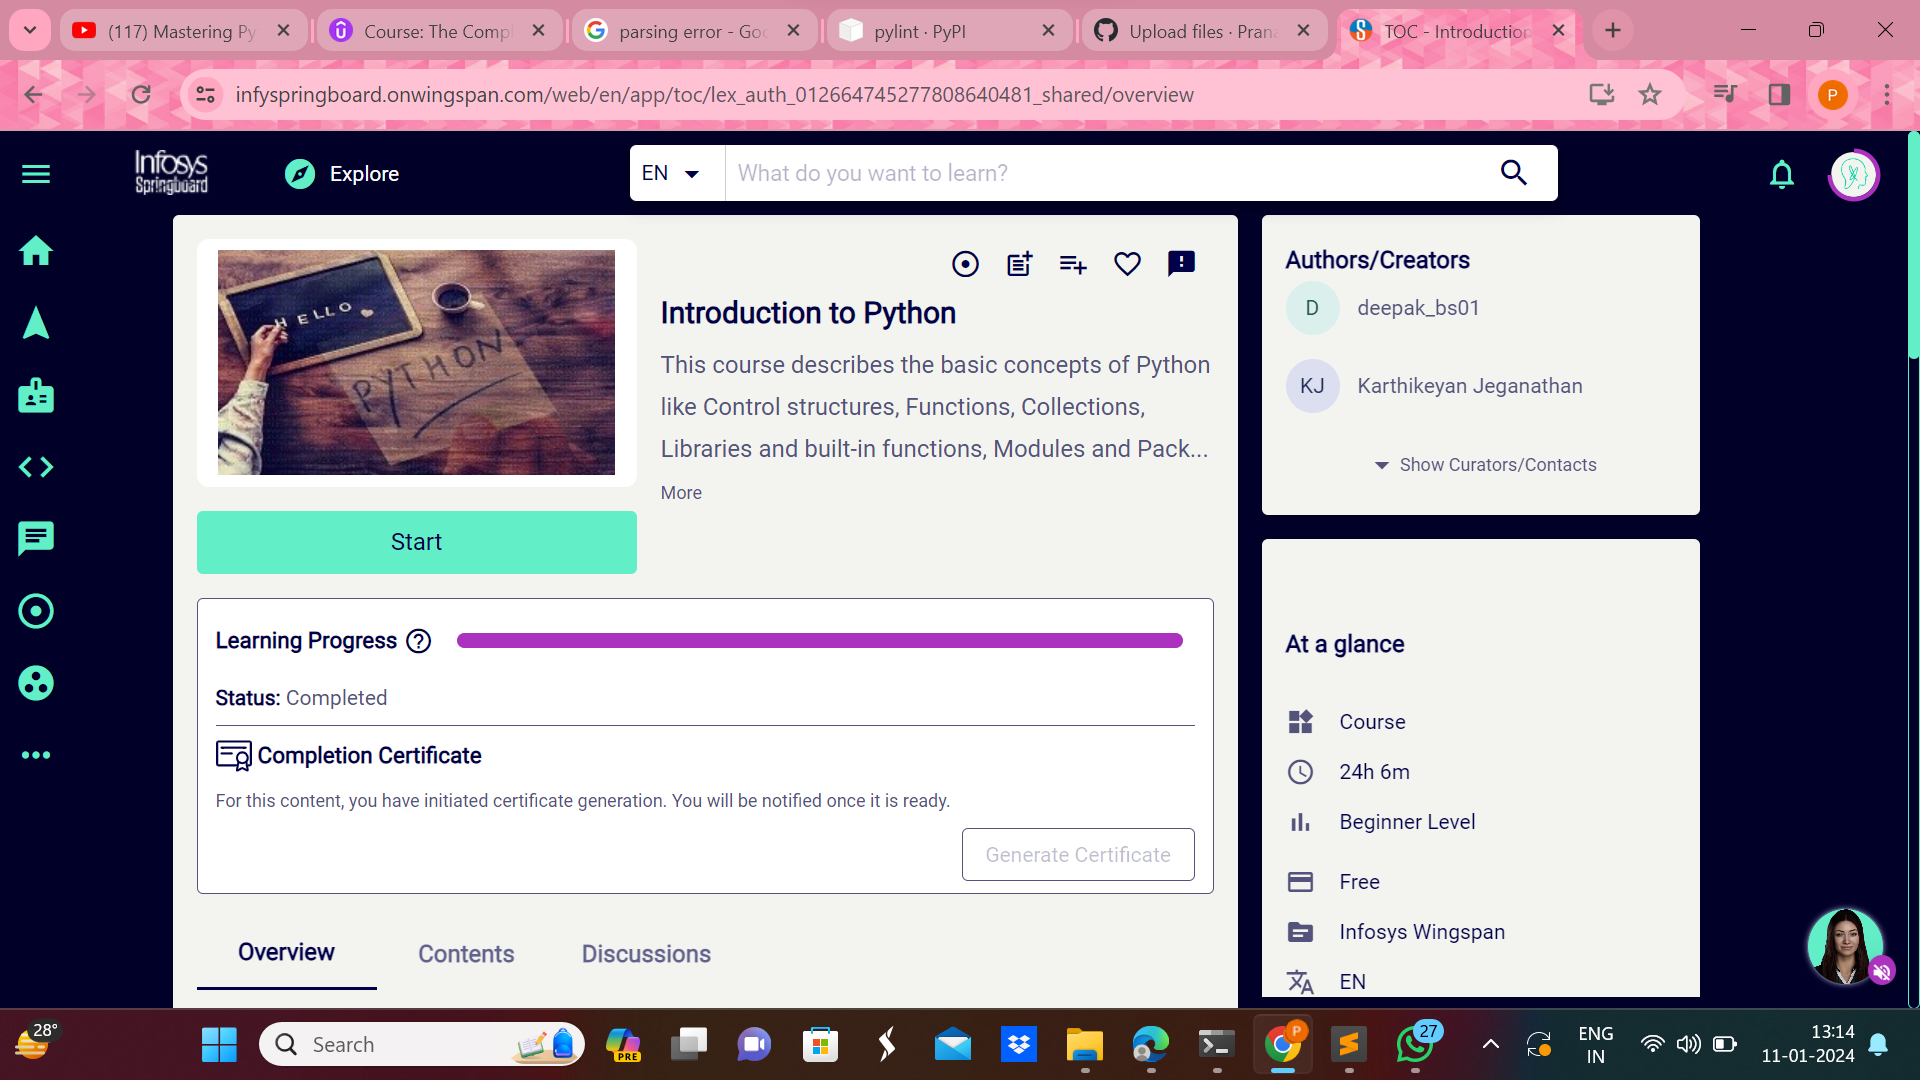 (117) Mastering Py
Course: The Compl
parsing error - Goo
pylint · PyPI
Upload files · Prana
TOC - Introduction
infyspringboard.onwingspan.com/web/en/app/toc/lex_auth_012664745277808640481_shared/overview
P
Infosys
Springboard
Explore
EN
What do you want to learn?
HELLO
PYTHON
Introduction to Python
This course describes the basic concepts of Python
like Control structures, Functions, Collections,
Libraries and built-in functions, Modules and Pack...
More
Start
Learning Progress
Status: Completed
Completion Certificate
For this content, you have initiated certificate generation. You will be notified once it is ready.
Generate Certificate
Overview
Contents
Discussions
Authors/Creators
D
deepak_bs01
KJ
Karthikeyan Jeganathan
Show Curators/Contacts
At a glance
Course
24h 6m
Beginner Level
Free
Infosys Wingspan
EN
28°
Search
PRE
P
27
ENG
IN
13:14
11-01-2024